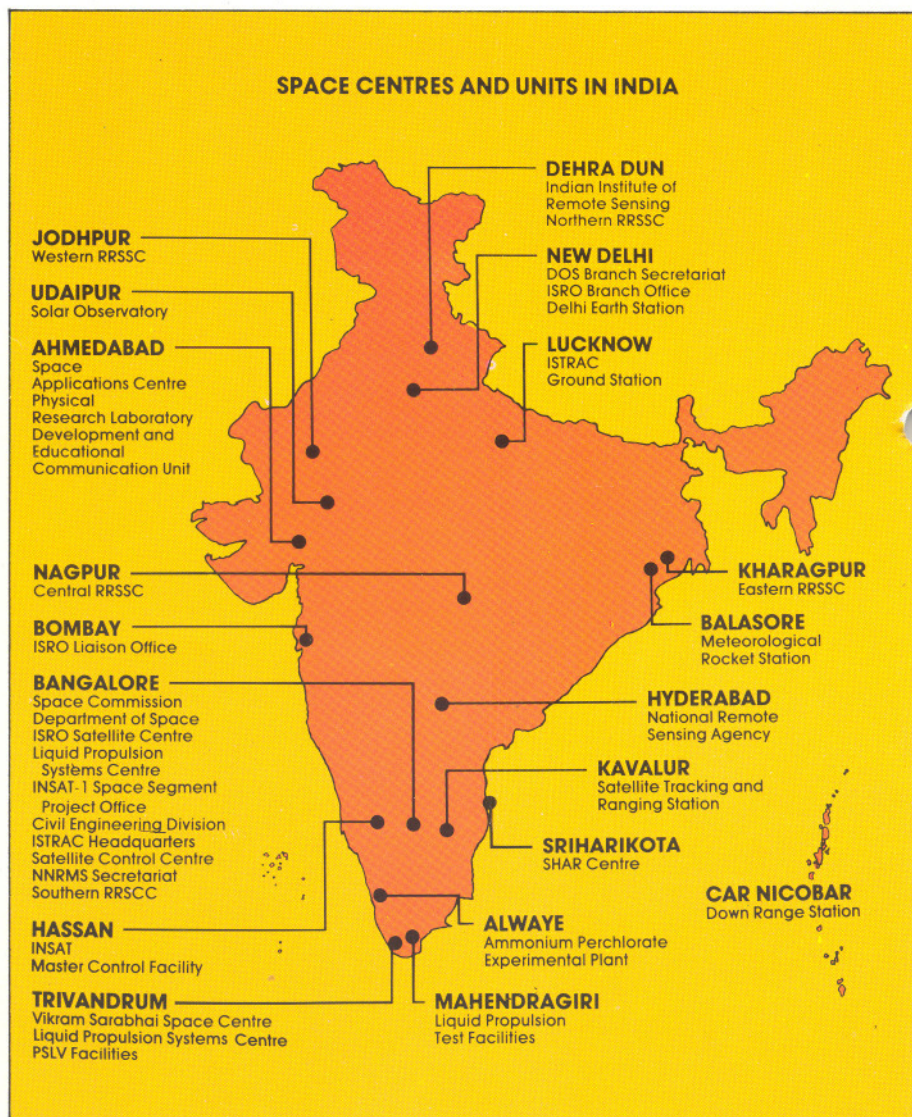 SPACE CENTRES AND UNITS IN INDIA
JODHPUR
Western RRSSC
UDAIPUR
Solar Observatory
AHMEDABAD
Space
Applications Centre
Physical
Research Laboratory
Development and
Educational
Communication Unit
NAGPUR
Central RRSSC
BOMBAY
ISRO Liaison Office
BANGALORE
Space Commission
Department of Space
ISRO Satellite Centre
Liquid Propulsion
Systems Centre
INSAT-1 Space Segment
Project Office
Civil Engineering Division
ISTRAC Headquarters
Satellite Control Centre
NNRMS Secretariat
Southern RRSCC
HASSAN
INSAT
Master Control Facility
TRIVANDRUM
Vikram Sarabhai Space Centre
Liquid Propulsion Systems Centre
PSLV Facilities
DEHRA DUN
Indian Institute of
Remote Sensing
Northern RRSSC
NEW DELHI
DOS Branch Secretariat
ISRO Branch Office
Delhi Earth Station
LUCKNOW
ISTRAC
Ground Station
KHARAGPUR
Eastern RRSSC
BALASORE
Meteorological
Rocket Station
HYDERABAD
National Remote
Sensing Agency
KAVALUR
Satellite Tracking and
Ranging Station
SRIHARIKOTA
SHAR Centre
CAR NICOBAR
Down Range Station
ALWAYE
Ammonium Perchlorate
Experimental Plant
MAHENDRAGIRI
Liquid Propulsion
Test Facilities